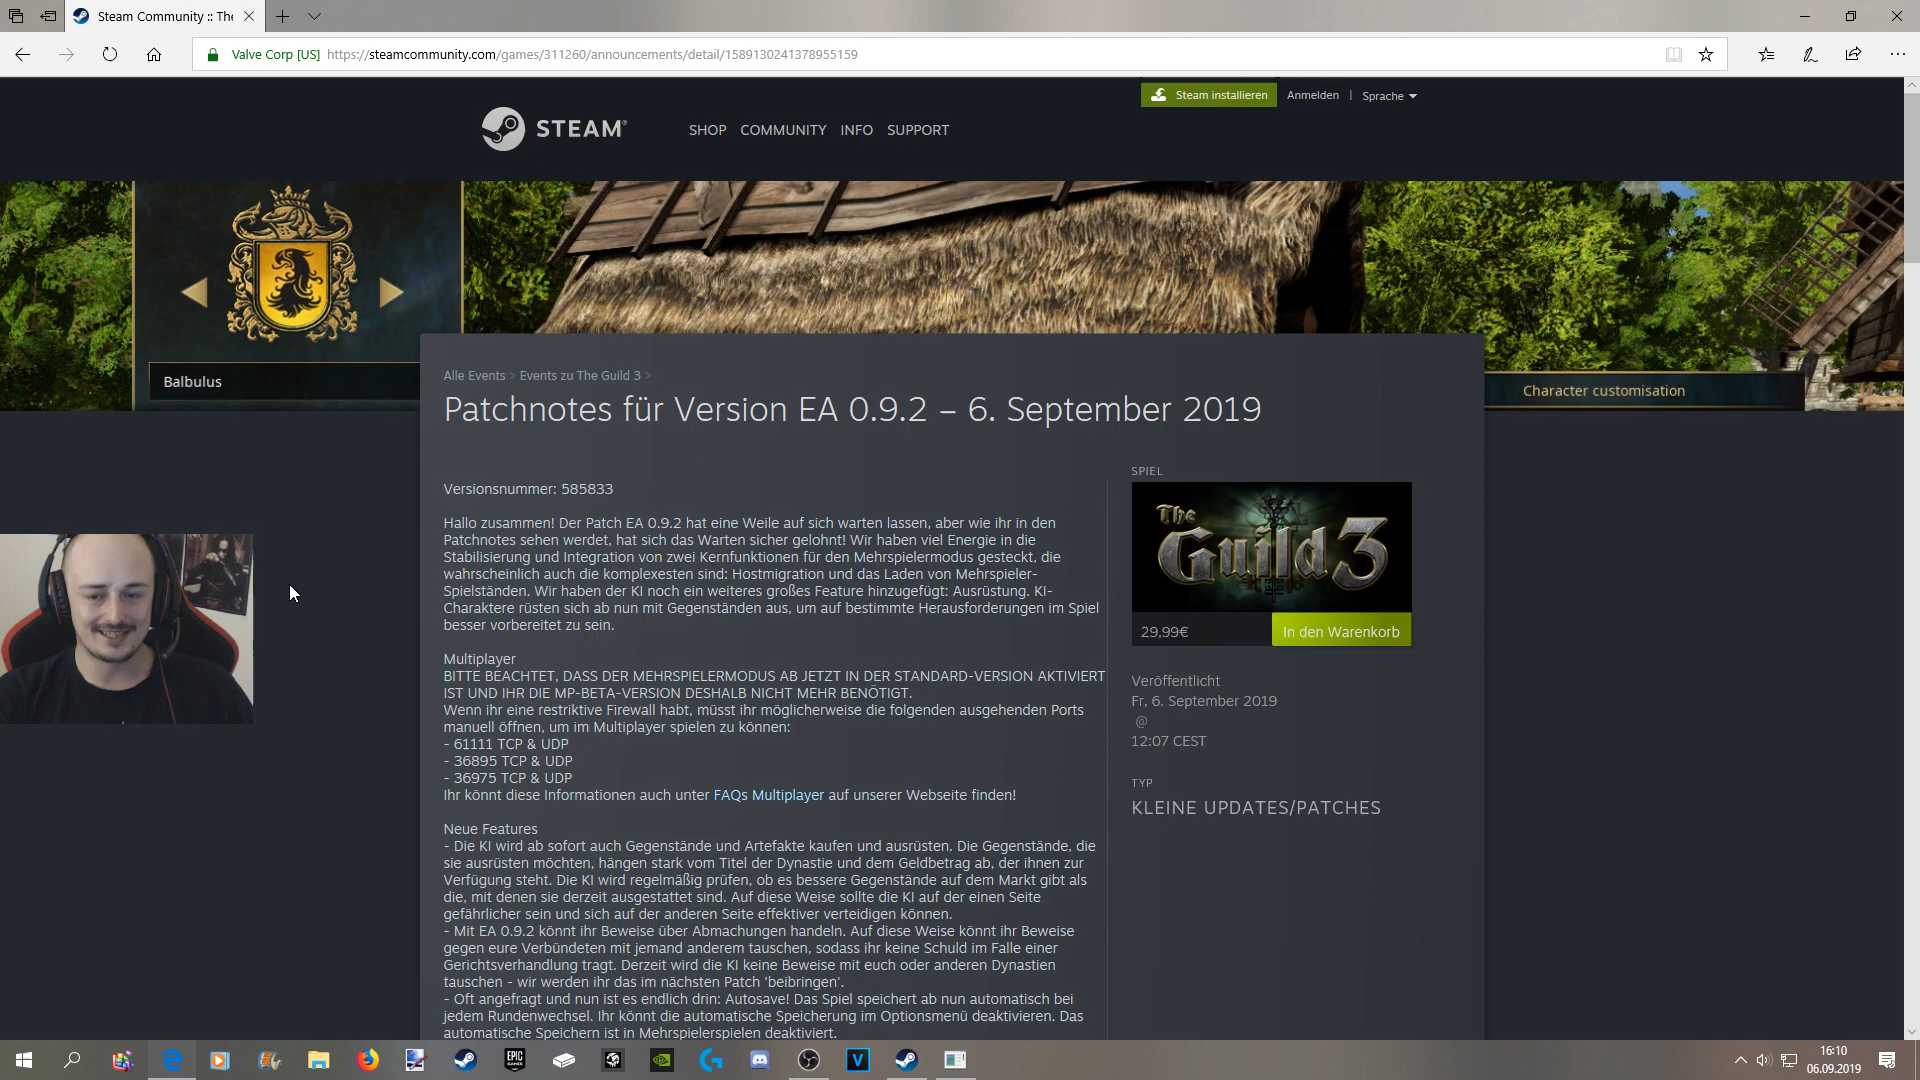 Steam Community :: The
Valve Corp [US] https://steamcommunity.com/games/311260/announcements/detail/1589130241378955159
Steam installieren
Anmelden
|
Sprache
STEAM®
SHOP
COMMUNITY
INFO
SUPPORT
Balbulus
Character customisation
Alle Events > Events zu The Guild 3 >
Patchnotes für Version EA 0.9.2 – 6. September 2019
Versionsnummer: 585833
Hallo zusammen! Der Patch EA 0.9.2 hat eine Weile auf sich warten lassen, aber wie ihr in den
Patchnotes sehen werdet, hat sich das Warten sicher gelohnt! Wir haben viel Energie in die
Stabilisierung und Integration von zwei Kernfunktionen für den Mehrspielermodus gesteckt, die
wahrscheinlich auch die komplexesten sind: Hostmigration und das Laden von Mehrspieler-
Spielständen. Wir haben der KI noch ein weiteres großes Feature hinzugefügt: Ausrüstung. KI-
Charaktere rüsten sich ab nun mit Gegenständen aus, um auf bestimmte Herausforderungen im Spiel
besser vorbereitet zu sein.
Multiplayer
BITTE BEACHTET, DASS DER MEHRSPIELERMODUS AB JETZT IN DER STANDARD-VERSION AKTIVIERT
IST UND IHR DIE MP-BETA-VERSION DESHALB NICHT MEHR BENÖTIGT.
Wenn ihr eine restriktive Firewall habt, müsst ihr möglicherweise die folgenden ausgehenden Ports
manuell öffnen, um im Multiplayer spielen zu können:
- 61111 TCP & UDP
- 36895 TCP & UDP
- 36975 TCP & UDP
Ihr könnt diese Informationen auch unter FAQs Multiplayer auf unserer Webseite finden!
Neue Features
- Die KI wird ab sofort auch Gegenstände und Artefakte kaufen und ausrüsten. Die Gegenstände, die
sie ausrüsten möchten, hängen stark vom Titel der Dynastie und dem Geldbetrag ab, der ihnen zur
Verfügung steht. Die KI wird regelmäßig prüfen, ob es bessere Gegenstände auf dem Markt gibt als
die, mit denen sie derzeit ausgestattet sind. Auf diese Weise sollte die KI auf der einen Seite
gefährlicher sein und sich auf der anderen Seite effektiver verteidigen können.
- Mit EA 0.9.2 könnt ihr Beweise über Abmachungen handeln. Auf diese Weise könnt ihr Beweise
gegen eure Verbündeten mit jemand anderem tauschen, sodass ihr keine Schuld im Falle einer
Gerichtsverhandlung tragt. Derzeit wird die KI keine Beweise mit euch oder anderen Dynastien
tauschen - wir werden ihr das im nächsten Patch 'beibringen'.
- Oft angefragt und nun ist es endlich drin: Autosave! Das Spiel speichert ab nun automatisch bei
jedem Rundenwechsel. Ihr könnt die automatische Speicherung im Optionsmenü deaktivieren. Das
automatische Speichern ist in Mehrspielerspielen deaktiviert.
SPIEL
The Guild 3
29,99€
In den Warenkorb
Veröffentlicht
Fr, 6. September 2019
@
12:07 CEST
TYP
KLEINE UPDATES/PATCHES
EPIC GAMES
V
16:10
06.09.2019